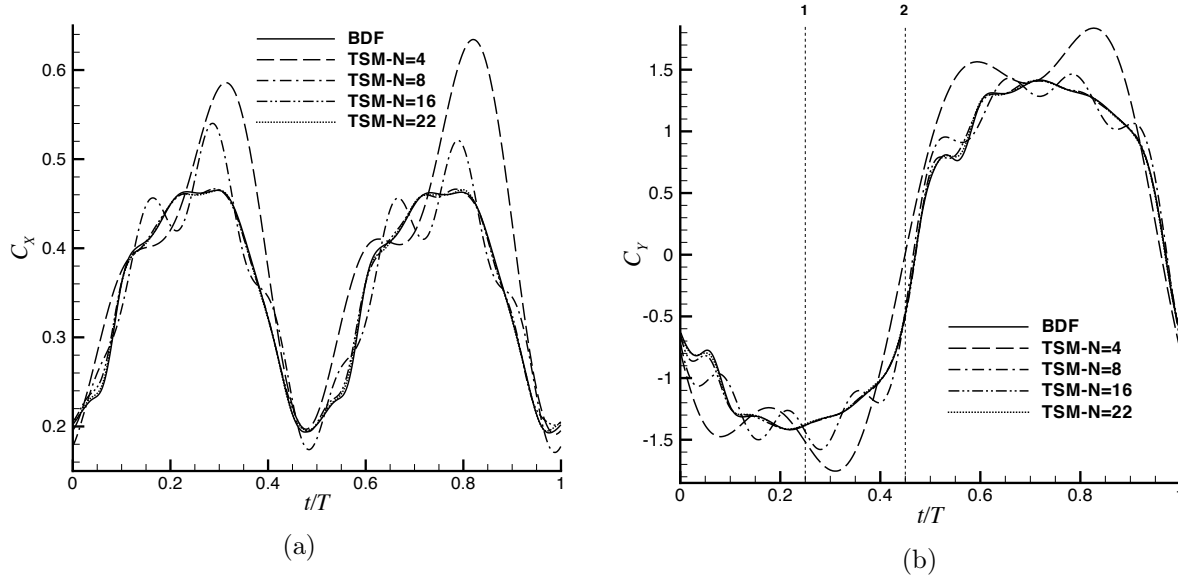 BDF
TSM-N=4
TSM-N=8
TSM-N=16
TSM-N=22
0.6
0.5
0.4
0.3
0.2
C_X
0 0.2 0.4 0.6 0.8 1
t/T
(a)
1 2
1.5
1
0.5
0
-0.5
-1
-1.5
C_Y
BDF
TSM-N=4
TSM-N=8
TSM-N=16
TSM-N=22
0 0.2 0.4 0.6 0.8 1
t/T
(b)